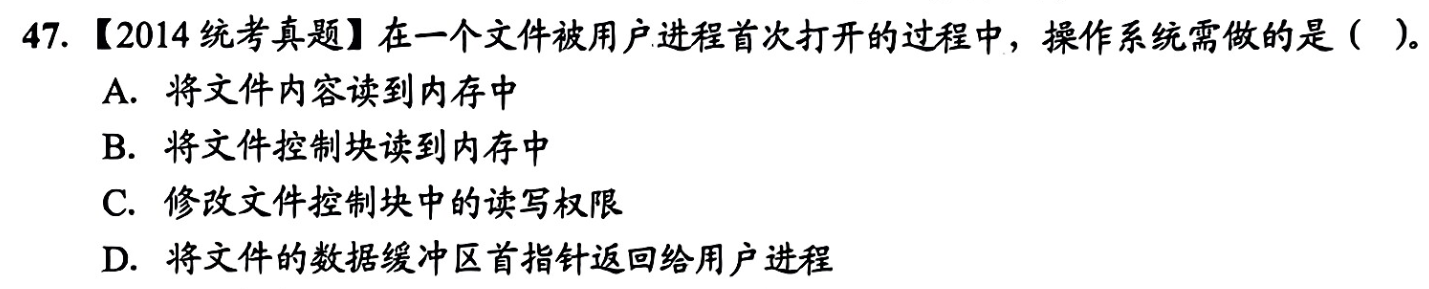 47. 【2014统考真题】在一个文件被用户进程首次打开的过程中，操作系统需做的是（ ）。
A. 将文件内容读到内存中
B. 将文件控制块读到内存中
C. 修改文件控制块中的读写权限
D. 将文件的数据缓冲区首指针返回给用户进程